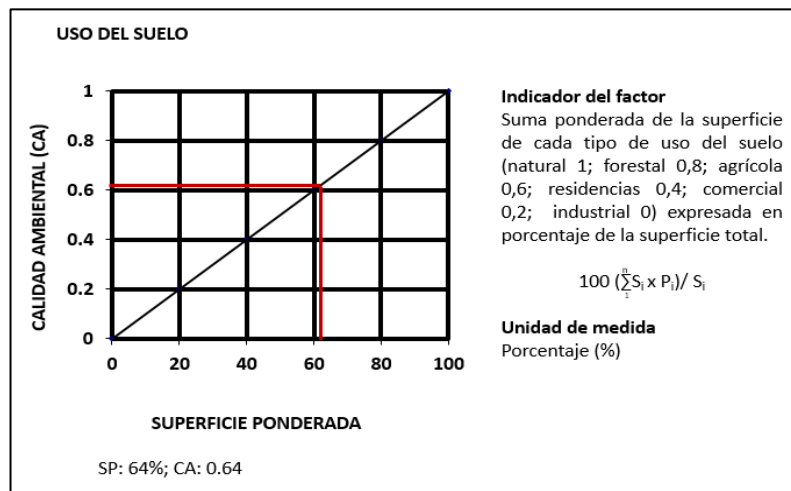 USO DEL SUELO
CALIDAD AMBIENTAL (CA)
1
0.8
0.6
0.4
0.2
0
0 20 40 60 80 100
SUPERFICIE PONDERADA
SP: 64%; CA: 0.64
Indicador del factor
Suma ponderada de la superficie
de cada tipo de uso del suelo
(natural 1; forestal 0,8; agrícola
0,6; residencias 0,4; comercial
0,2; industrial 0) expresada en
porcentaje de la superficie total.
100 (∑ⁿ₁Sᵢ x Pᵢ)/ Sᵢ
Unidad de medida
Porcentaje (%)